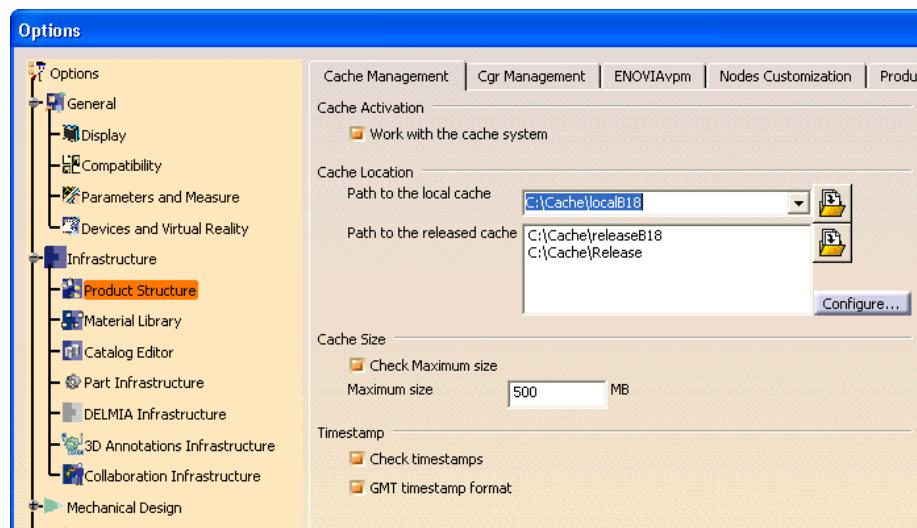 Options
Options
General
Display
Compatibility
Parameters and Measure
Devices and Virtual Reality
Infrastructure
Product Structure
Material Library
Catalog Editor
Part Infrastructure
DELMIA Infrastructure
3D Annotations Infrastructure
Collaboration Infrastructure
Mechanical Design
Cache Management Cgr Management ENOVIAvpm Nodes Customization Produ
Cache Activation
Work with the cache system
Cache Location
Path to the local cache C:\Cache\localB18
Path to the released cache C:\Cache\releaseB18
C:\Cache\Release
Configure...
Cache Size
Check Maximum size
Maximum size 500 MB
Timestamp
Check timestamps
GMT timestamp format